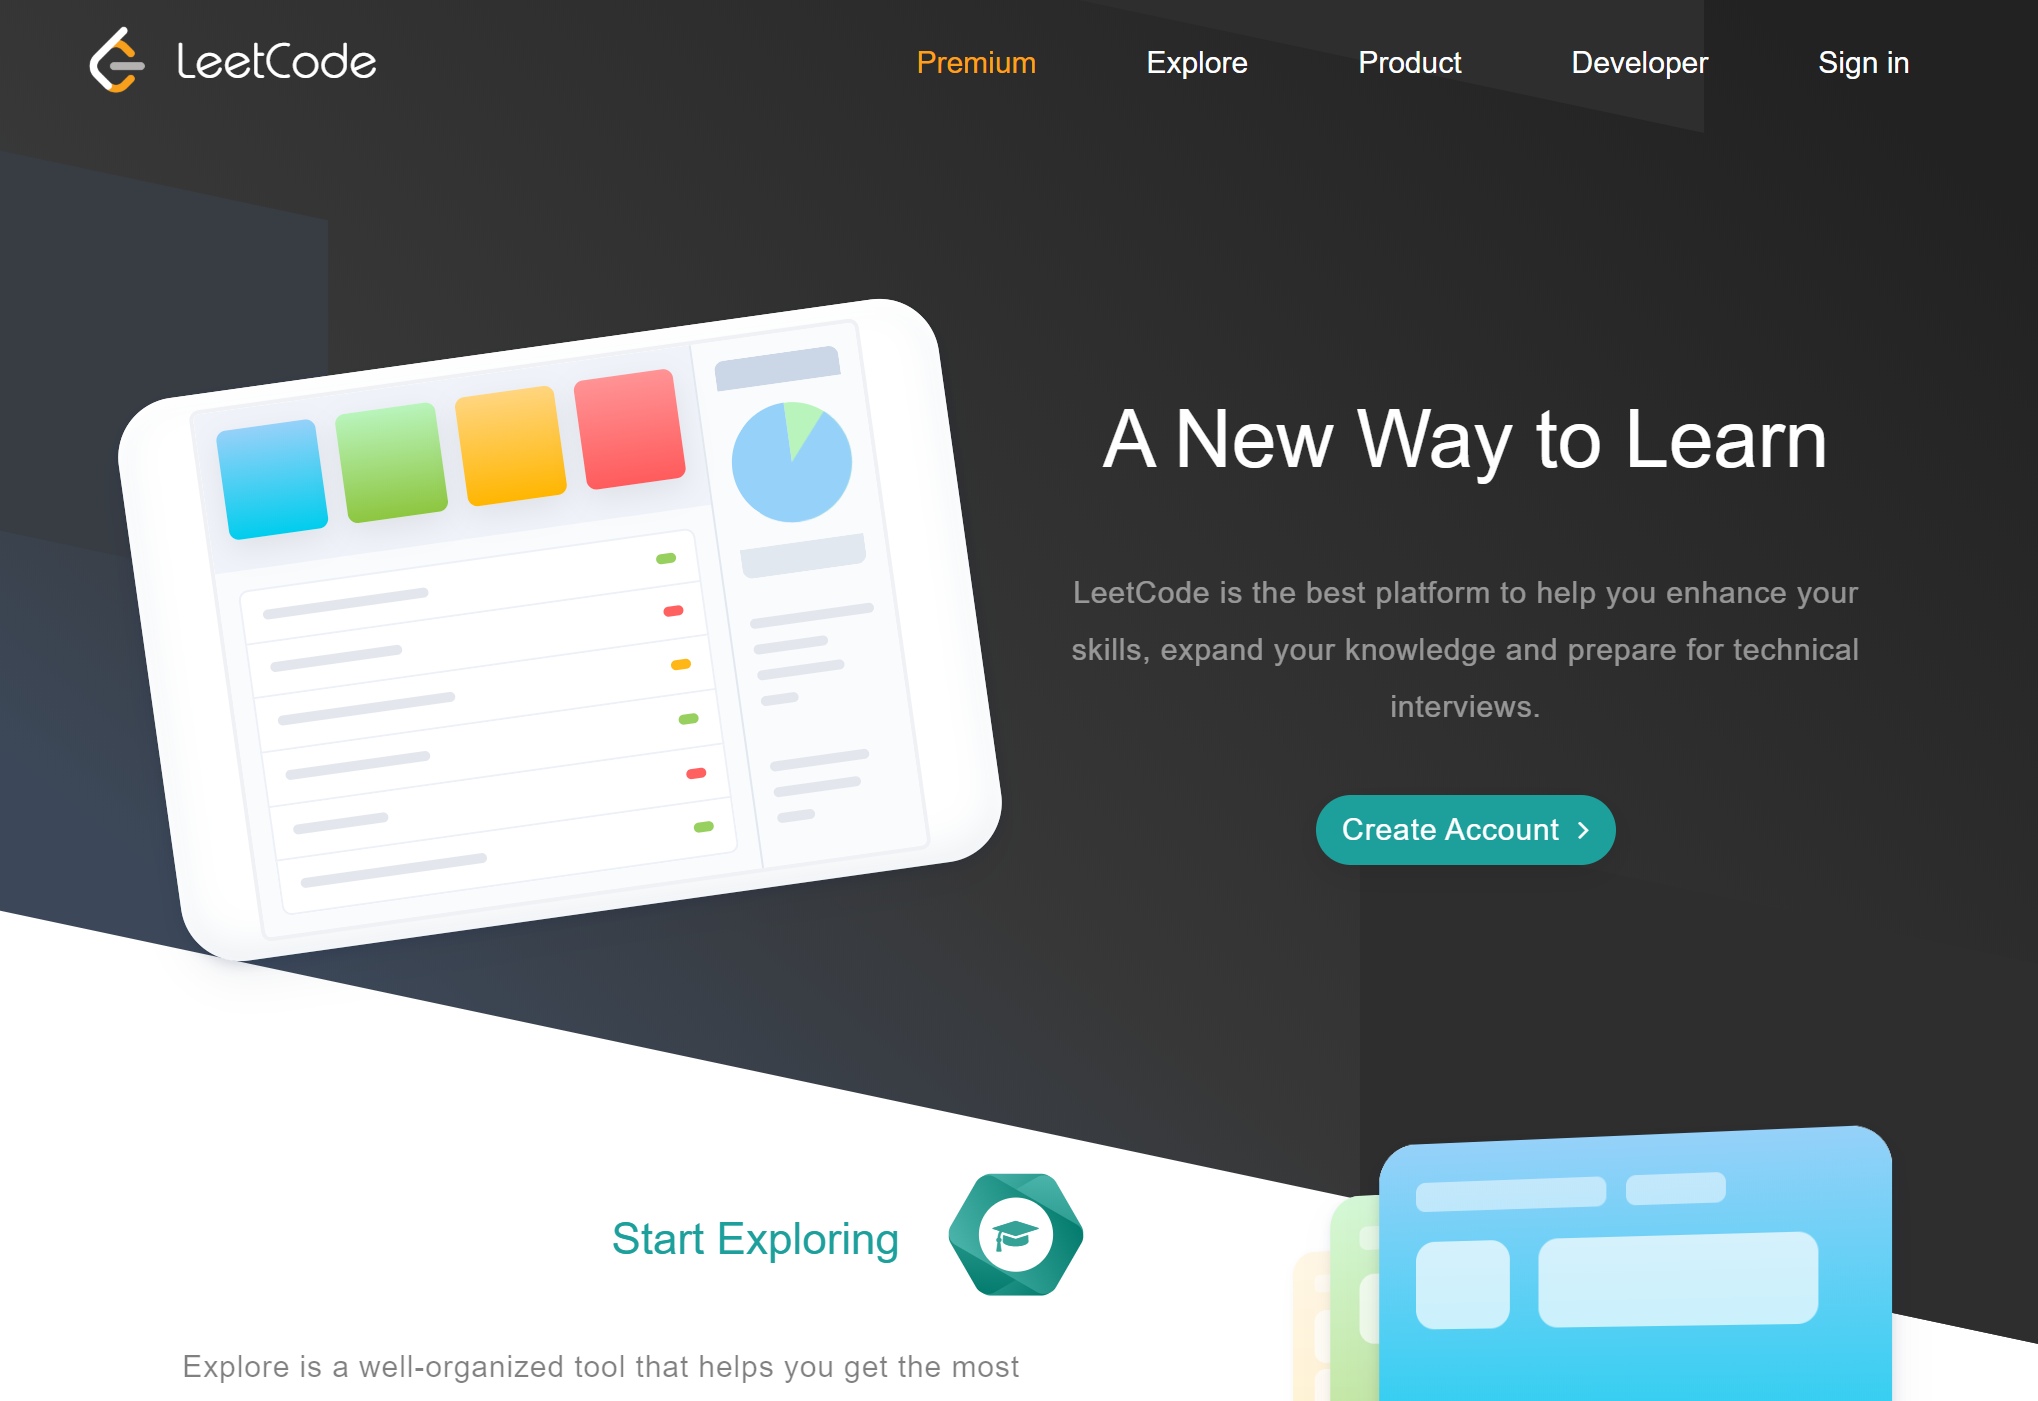 LeetCode
Premium Explore Product Developer Sign in
A New Way to Learn
LeetCode is the best platform to help you enhance your
skills, expand your knowledge and prepare for technical
interviews.
Create Account
Start Exploring
Explore is a well-organized tool that helps you get the most